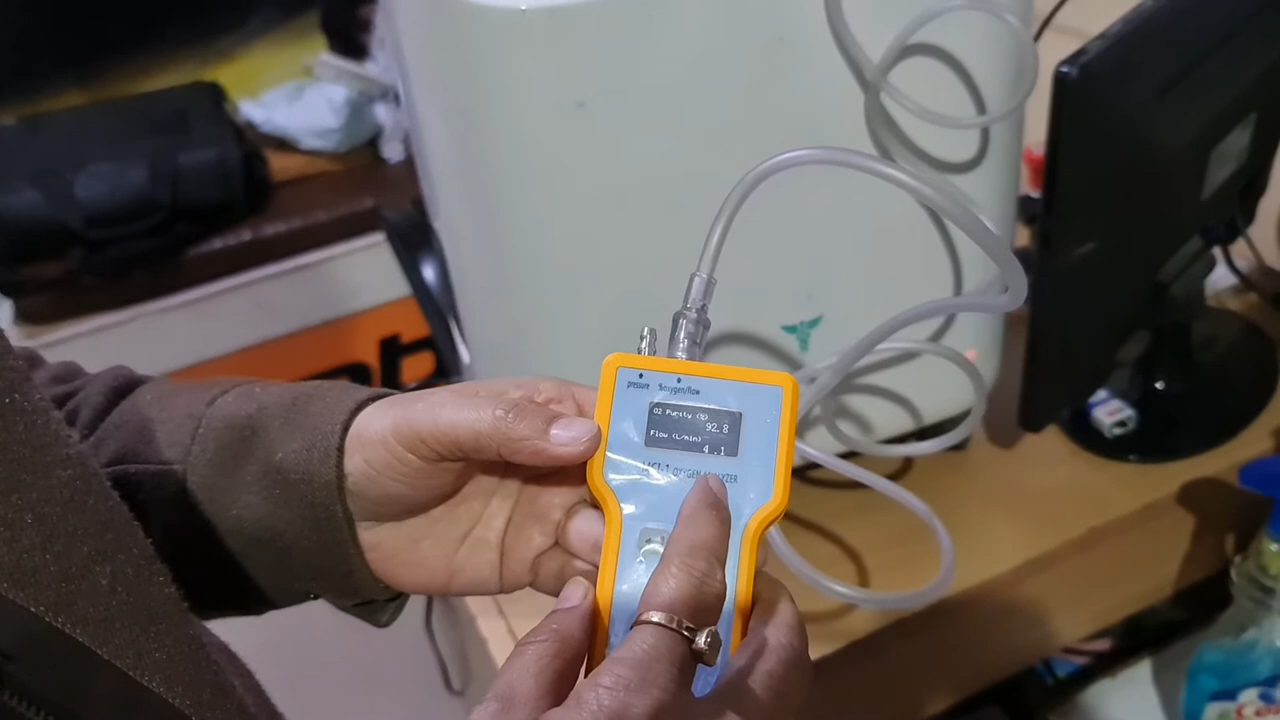 pressure %oxygen/flow
O2 Purity (%)
92.8
Flow (L/min)
4.1
OXYGEN ANALYZER